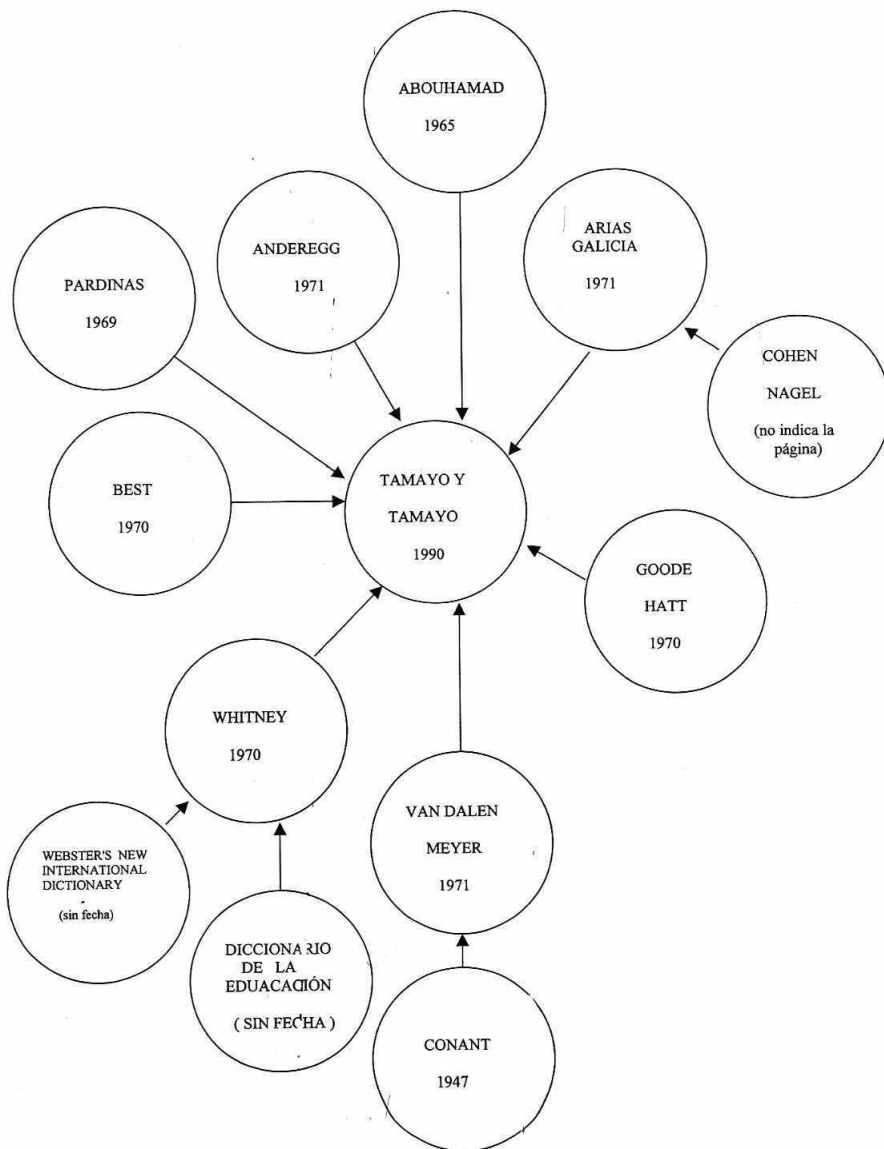 ABOUHAMAD
1965
ANDEREGG
1971
ARIAS
GALICIA
1971
PARDINAS
1969
COHEN
NAGEL
(no indica la
página)
BEST
1970
TAMAYO Y
TAMAYO
1990
GOODE
HATT
1970
WHITNEY
1970
VAN DALEN
MEYER
1971
WEBSTER'S NEW
INTERNATIONAL
DICTIONARY
(sin fecha)
DICCIONARIO
DE LA
EDUACACIÓN
( SIN FECHA )
CONANT
1947